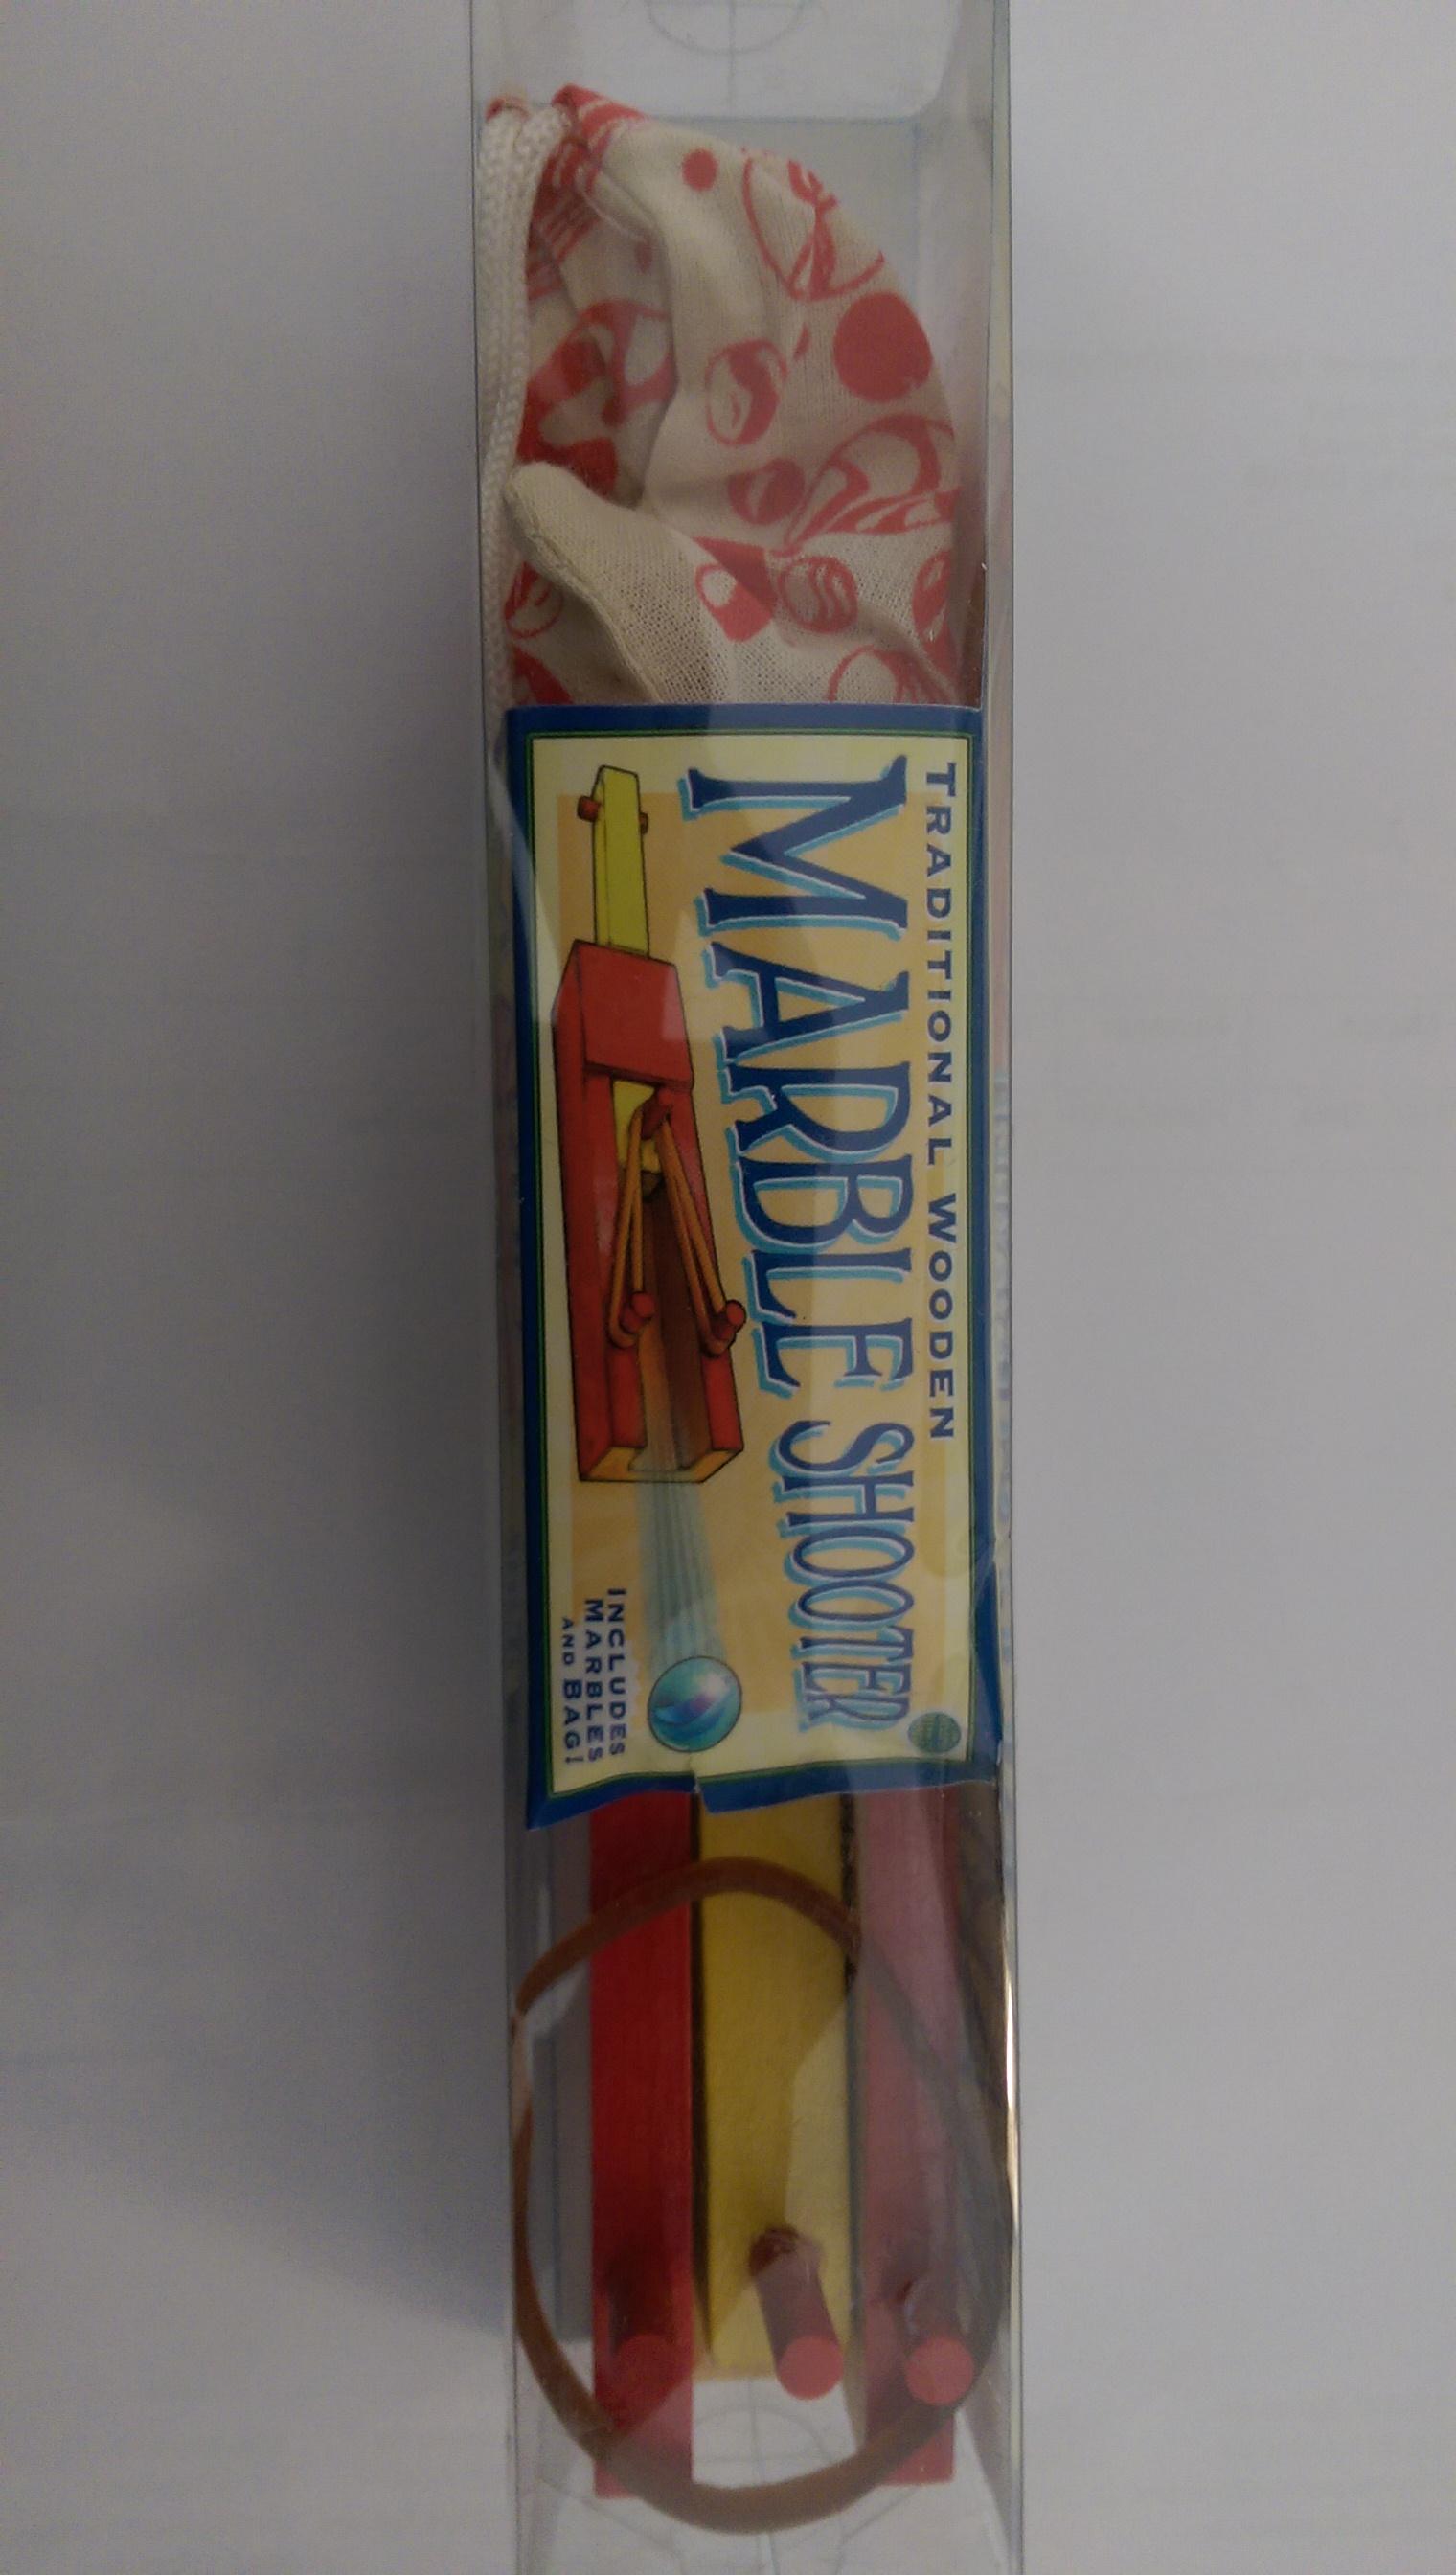 TRADITIONAL WOODEN
MARBLE SHOOTER
INCLUDES
MARBLES
AND BAG!